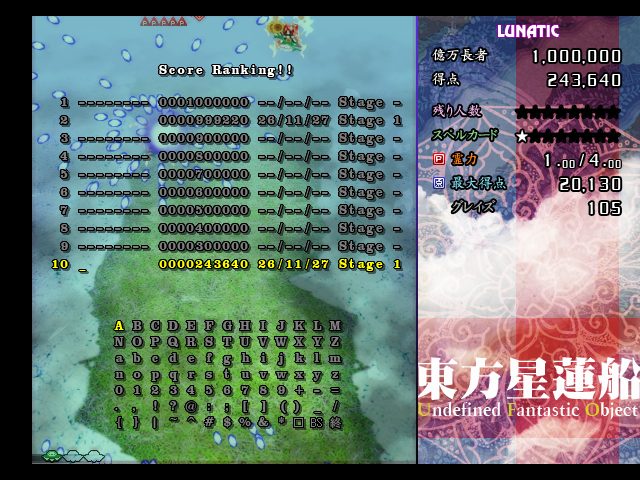 Score Ranking!!
1 -------- 0001000000 --/--/-- Stage -
2 0000999220 26/11/27 Stage 1
3 -------- 0000900000 --/--/-- Stage -
4 -------- 0000800000 --/--/-- Stage -
5 -------- 0000700000 --/--/-- Stage -
6 -------- 0000600000 --/--/-- Stage -
7 -------- 0000500000 --/--/-- Stage -
8 -------- 0000400000 --/--/-- Stage -
9 -------- 0000300000 --/--/-- Stage -
10 _ 0000243640 26/11/27 Stage 1
A B C D E F G H I J K L M
N O P Q R S T U V W X Y Z
a b c d e f g h i j k l m
n o p q r s t u v w x y z
0 1 2 3 4 5 6 7 8 9 + - =
. , ! ? @ : ; [ ] ( ) _ /
{ } | ~ ^ # $ % & * □ BS 終
LUNATIC
億万長者 1,000,000
得点 243,640
残り人数 ★★★★★★★★★
スペルカード ★★★★★★★★★
P 霊力 1.00/4.00
点 最大得点 20,130
グレイズ 105
東方星蓮船
Undefined Fantastic Object